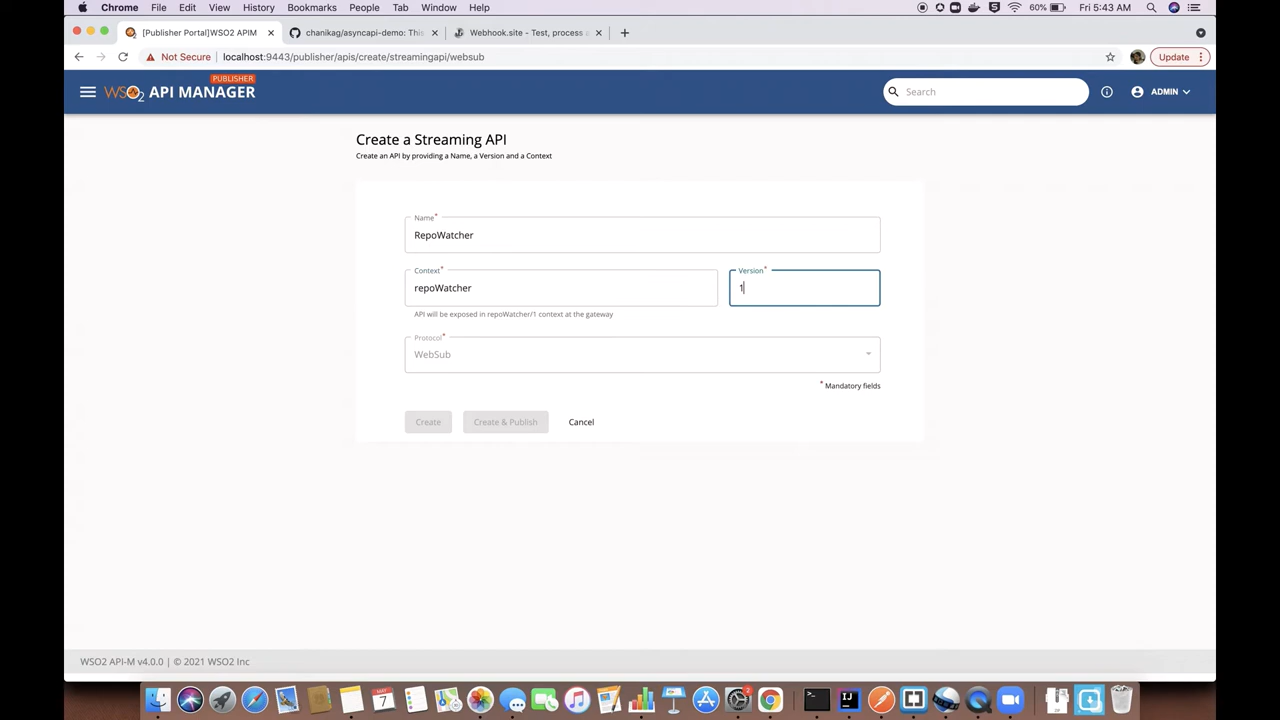 Chrome File Edit View History Bookmarks People Tab Window Help 60% Fri 5:43 AM
[Publisher Portal]WSO2 APIM chanikag/asyncapi-demo: This Webhook.site - Test, process
Not Secure localhost:9443/publisher/apis/create/streamingapi/websub Update
PUBLISHER
WSO2 API MANAGER Search ADMIN
Create a Streaming API
Create an API by providing a Name, a Version and a Context
Name*
RepoWatcher
Context* Version*
repoWatcher 1
API will be exposed in repoWatcher/1 context at the gateway
Protocol*
WebSub
* Mandatory fields
Create Create & Publish Cancel
WSO2 API-M v4.0.0 | © 2021 WSO2 Inc